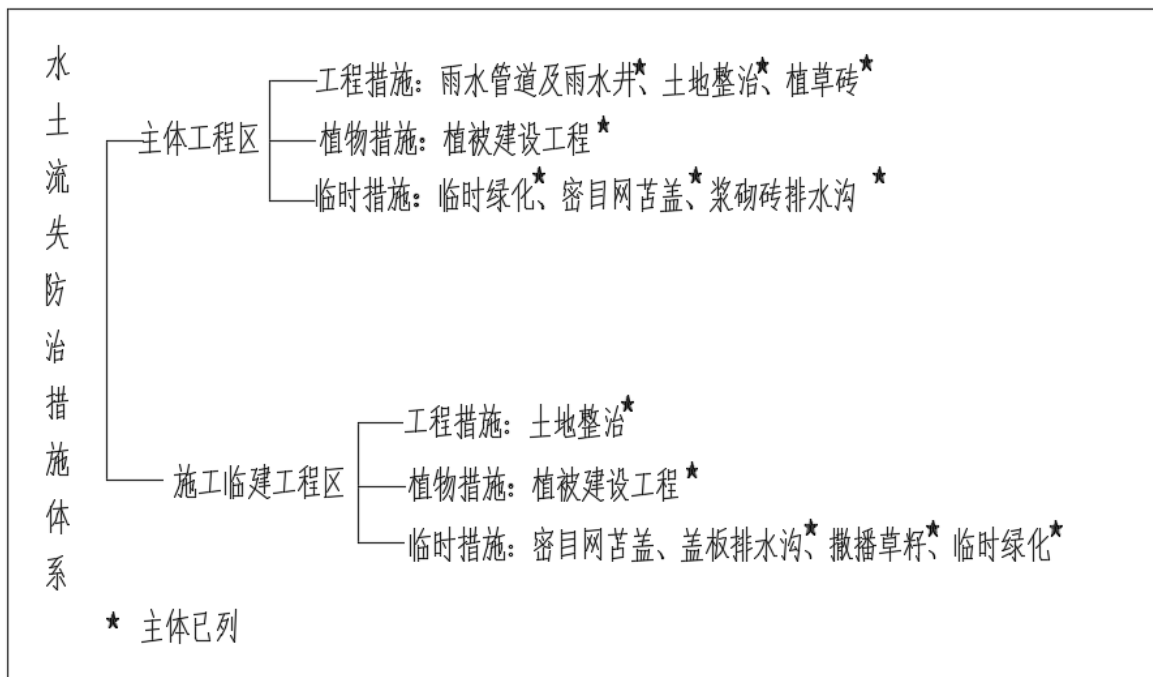 水土流失防治措施体系
主体工程区
工程措施：雨水管道及雨水井★、土地整治★、植草砖★
植物措施：植被建设工程★
临时措施：临时绿化★、密目网苫盖★、浆砌砖排水沟★
施工临建工程区
工程措施：土地整治★
植物措施：植被建设工程★
临时措施：密目网苫盖、盖板排水沟★、撒播草籽★、临时绿化★
★ 主体已列